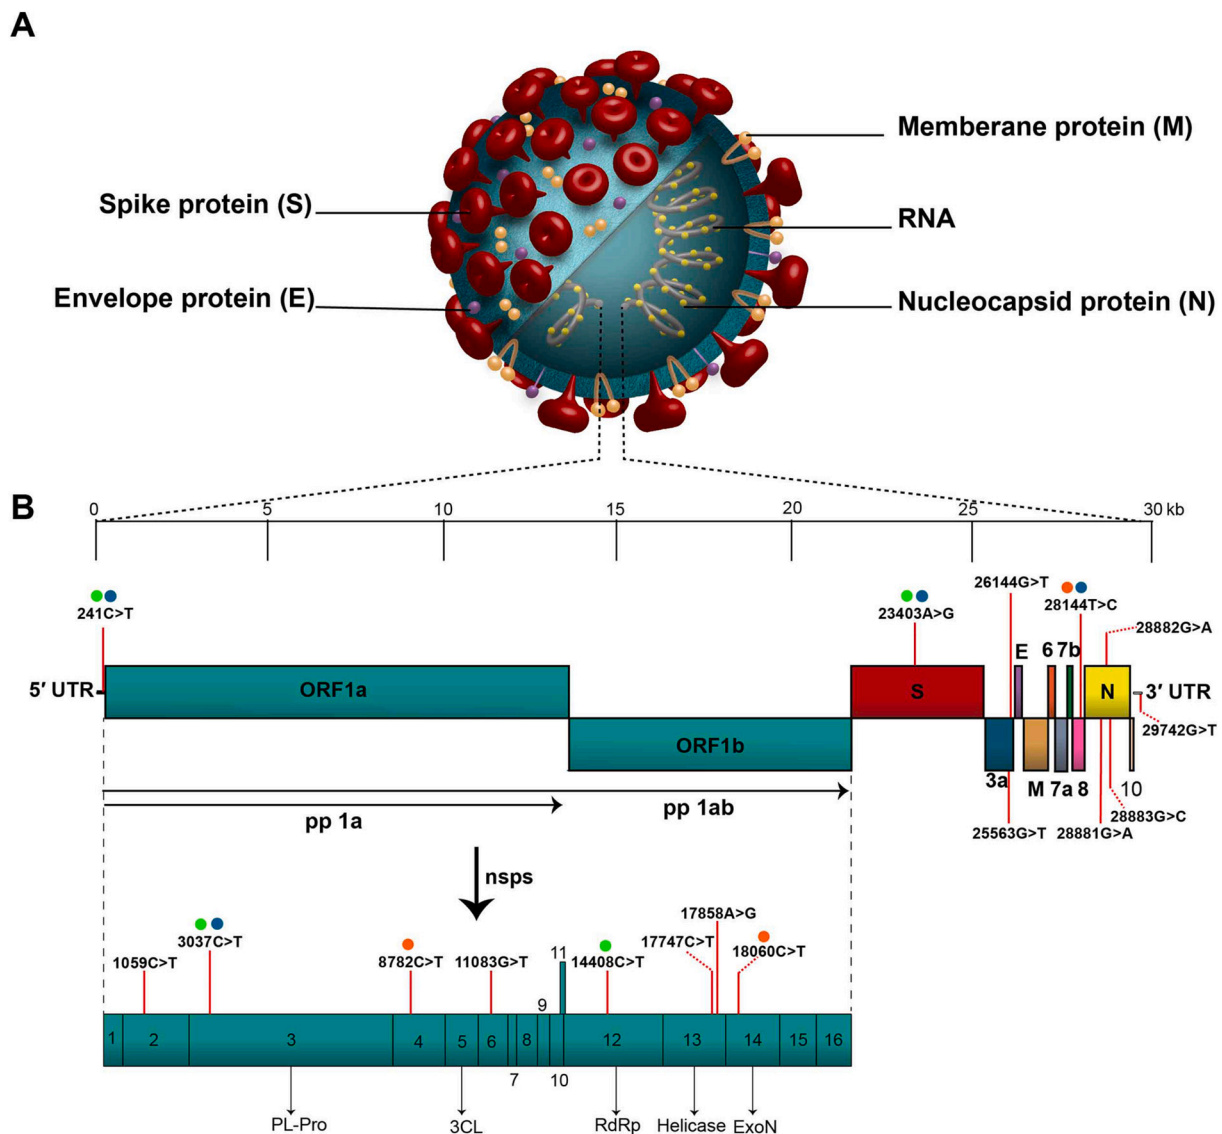 A
Memberane protein (M)
Spike protein (S)
RNA
Envelope protein (E)
Nucleocapsid protein (N)
B
0 5 10 15 20 25 30 kb
26144G>T
241C>T
23403A>G
28144T>C
28882G>A
E 6 7b
5′ UTR ORF1a S N 3′ UTR
29742G>T
ORF1b
3a M 7a 8 10
pp 1ab
pp 1a
28883G>C
25563G>T 28881G>A
nsps
17858A>G
3037C>T
17747C>T 18060C>T
1059C>T 8782C>T 11083G>T 11 14408C>T
9
1 2 3 4 5 6 8 12 13 14 15 16
7 10
PL-Pro 3CL RdRp Helicase ExoN